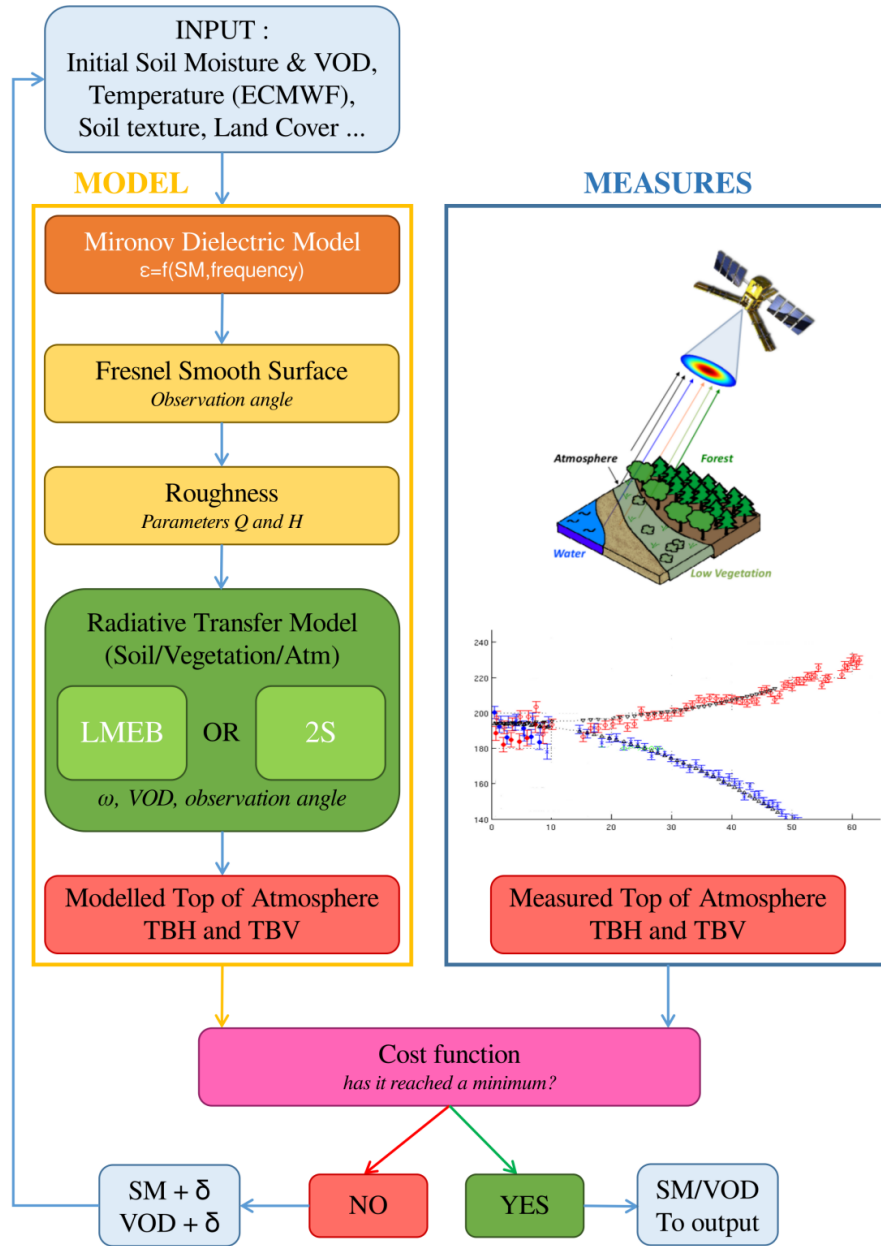 INPUT :
Initial Soil Moisture & VOD,
Temperature (ECMWF),
Soil texture, Land Cover ...
MODEL
Mironov Dielectric Model
ε=f(SM,frequency)
Fresnel Smooth Surface
Observation angle
Roughness
Parameters Q and H
Radiative Transfer Model
(Soil/Vegetation/Atm)
LMEB OR 2S
ω, VOD, observation angle
Modelled Top of Atmosphere
TBH and TBV
MEASURES
Atmosphere
Forest
Water
Low Vegetation
240
220
200
180
160
140
0 10 20 30 40 50 60
Measured Top of Atmosphere
TBH and TBV
Cost function
has it reached a minimum?
SM + δ
VOD + δ
NO
YES
SM/VOD
To output